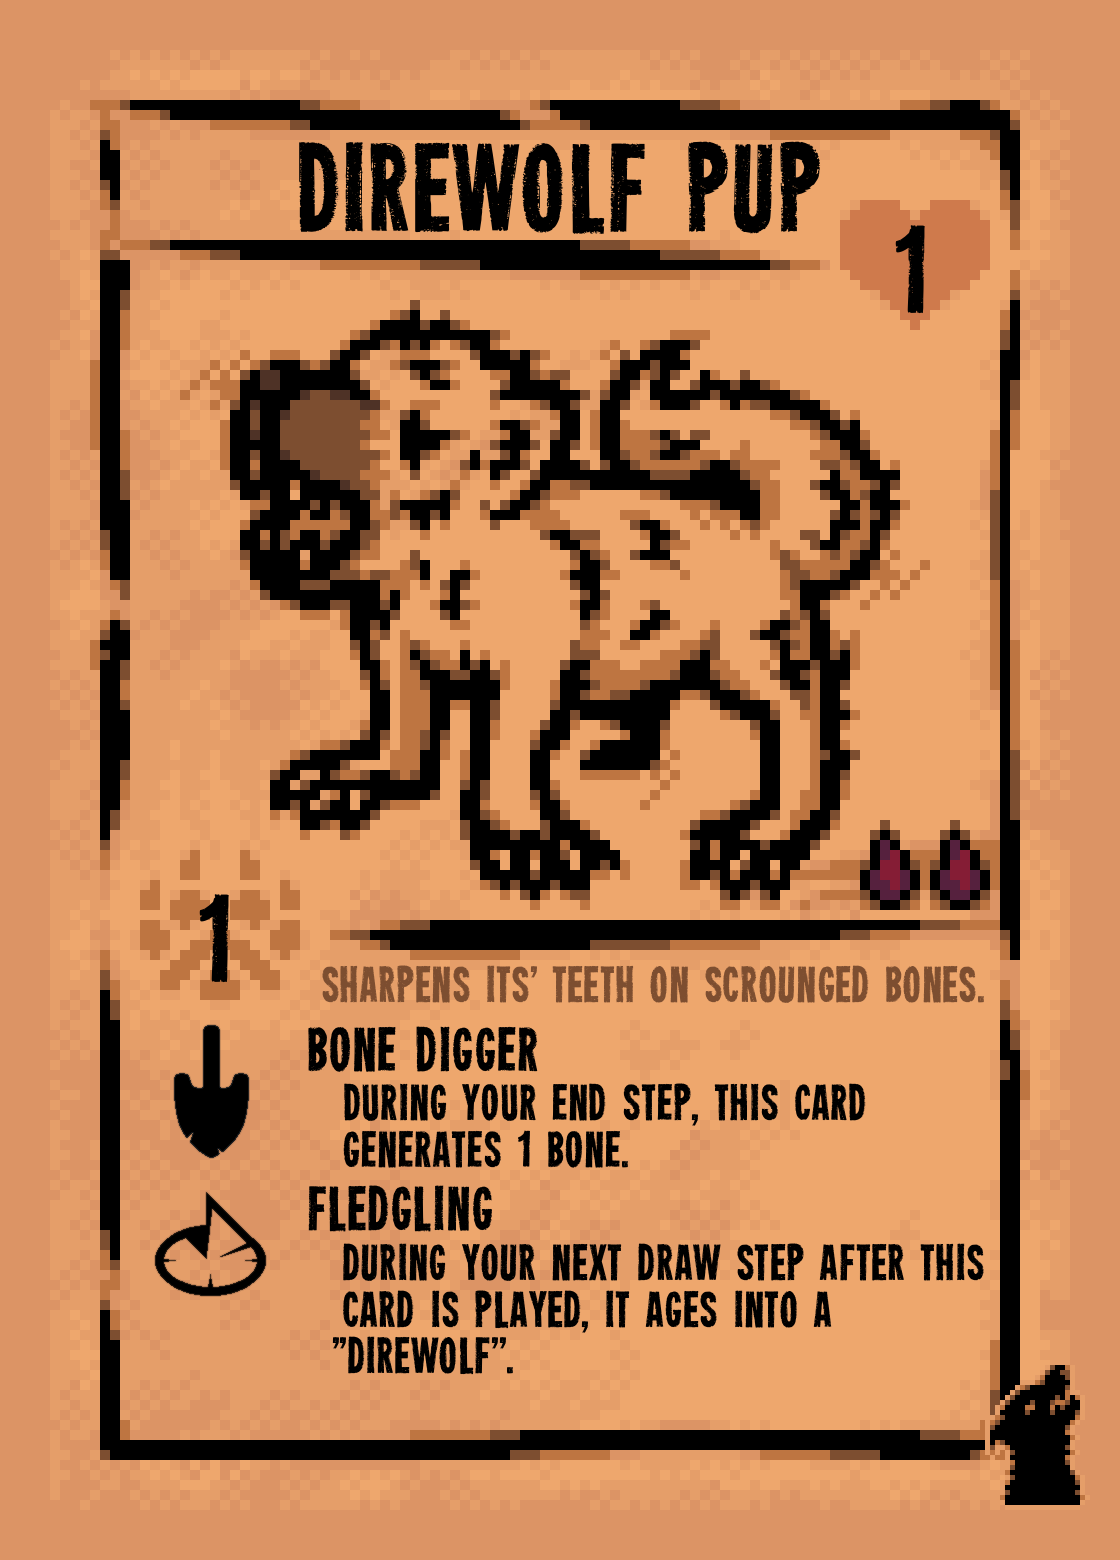 DIREWOLF PUP
1
1
SHARPENS ITS' TEETH ON SCROUNGED BONES.
BONE DIGGER
DURING YOUR END STEP, THIS CARD
GENERATES 1 BONE.
FLEDGLING
DURING YOUR NEXT DRAW STEP AFTER THIS
CARD IS PLAYED, IT AGES INTO A
"DIREWOLF".